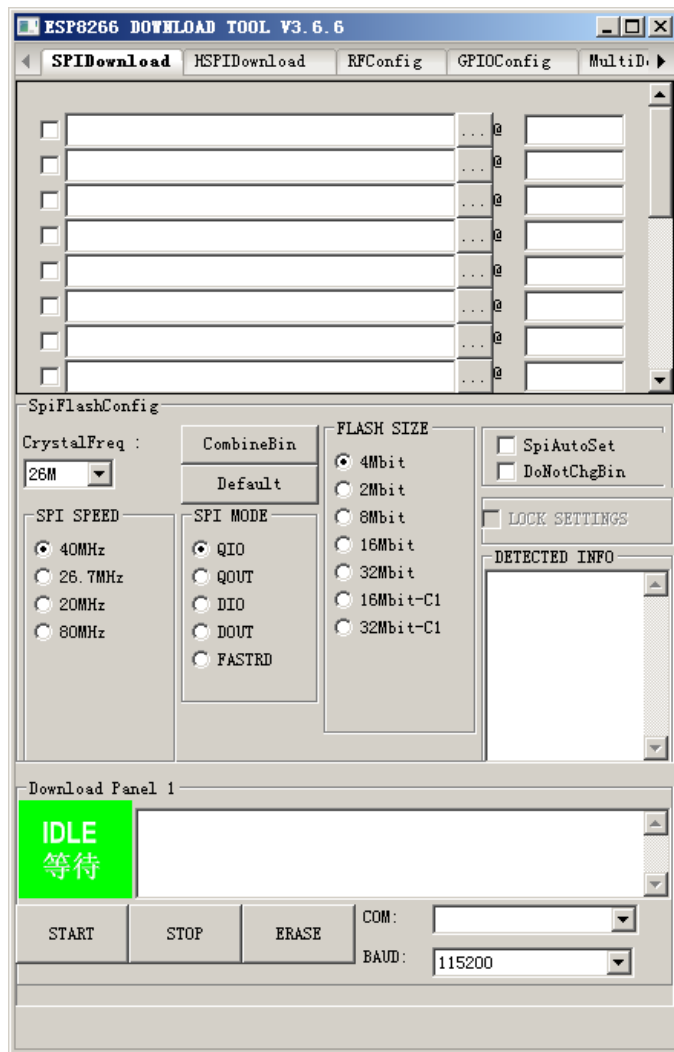 ESP8266 DOWNLOAD TOOL V3.6.6
SPIDownload HSPIDownload RFConfig GPIOConfig MultiD
... @
... @
... @
... @
... @
... @
... @
... @
SpiFlashConfig
CrystalFreq :
26M
CombineBin
Default
SPI SPEED
40MHz
26.7MHz
20MHz
80MHz
SPI MODE
QIO
QOUT
DIO
DOUT
FASTRD
FLASH SIZE
4Mbit
2Mbit
8Mbit
16Mbit
32Mbit
16Mbit-C1
32Mbit-C1
SpiAutoSet
DoNotChgBin
LOCK SETTINGS
DETECTED INFO
Download Panel 1
IDLE
等待
START STOP ERASE
COM:
BAUD: 115200